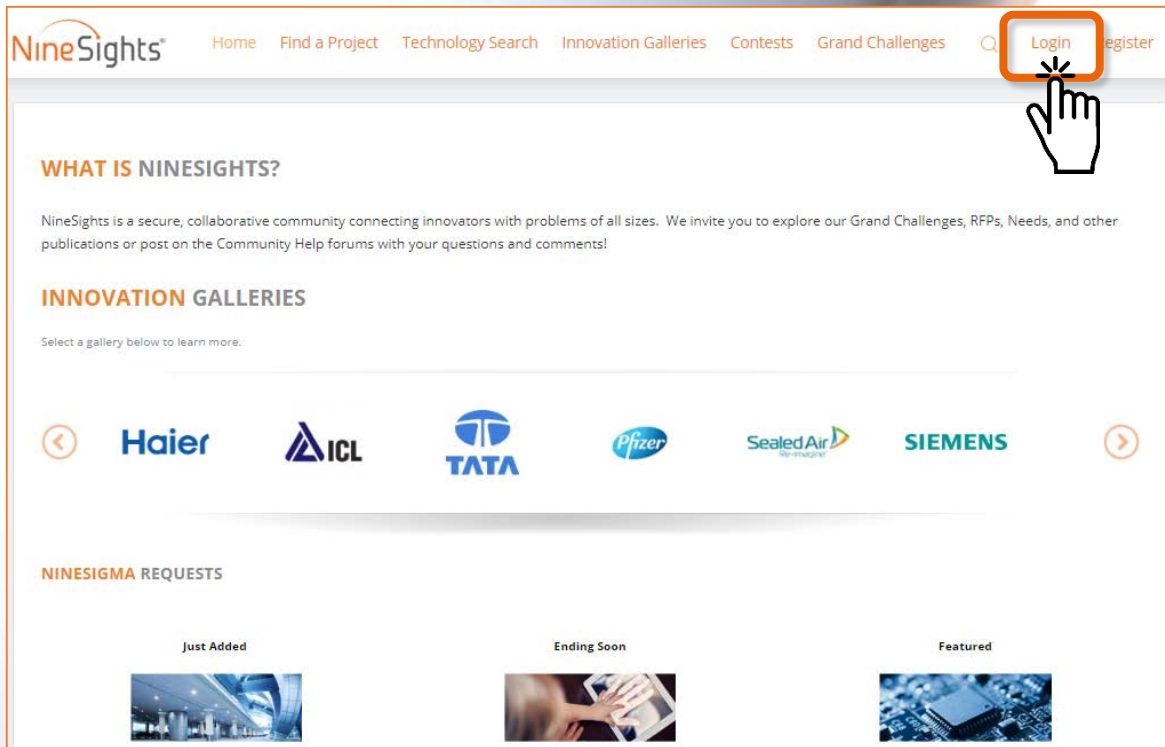 NineSights®
Home Find a Project Technology Search Innovation Galleries Contests Grand Challenges Login
WHAT IS NINESIGHTS?
NineSights is a secure, collaborative community connecting innovators with problems of all sizes. We invite you to explore our Grand Challenges, RFPs, Needs, and other
publications or post on the Community Help forums with your questions and comments!
INNOVATION GALLERIES
Select a gallery below to learn more.
Haier ICL TATA Pfizer Sealed Air SIEMENS
Re-imagine
NINESIGMA REQUESTS
Just Added Ending Soon Featured